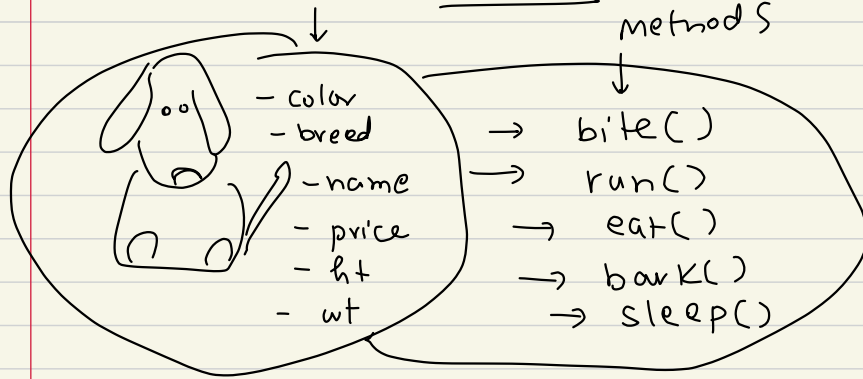 methods
- color
- breed
- name
- price
- ht
- wt
→ bite()
→ run()
→ eat()
→ bark()
→ sleep()